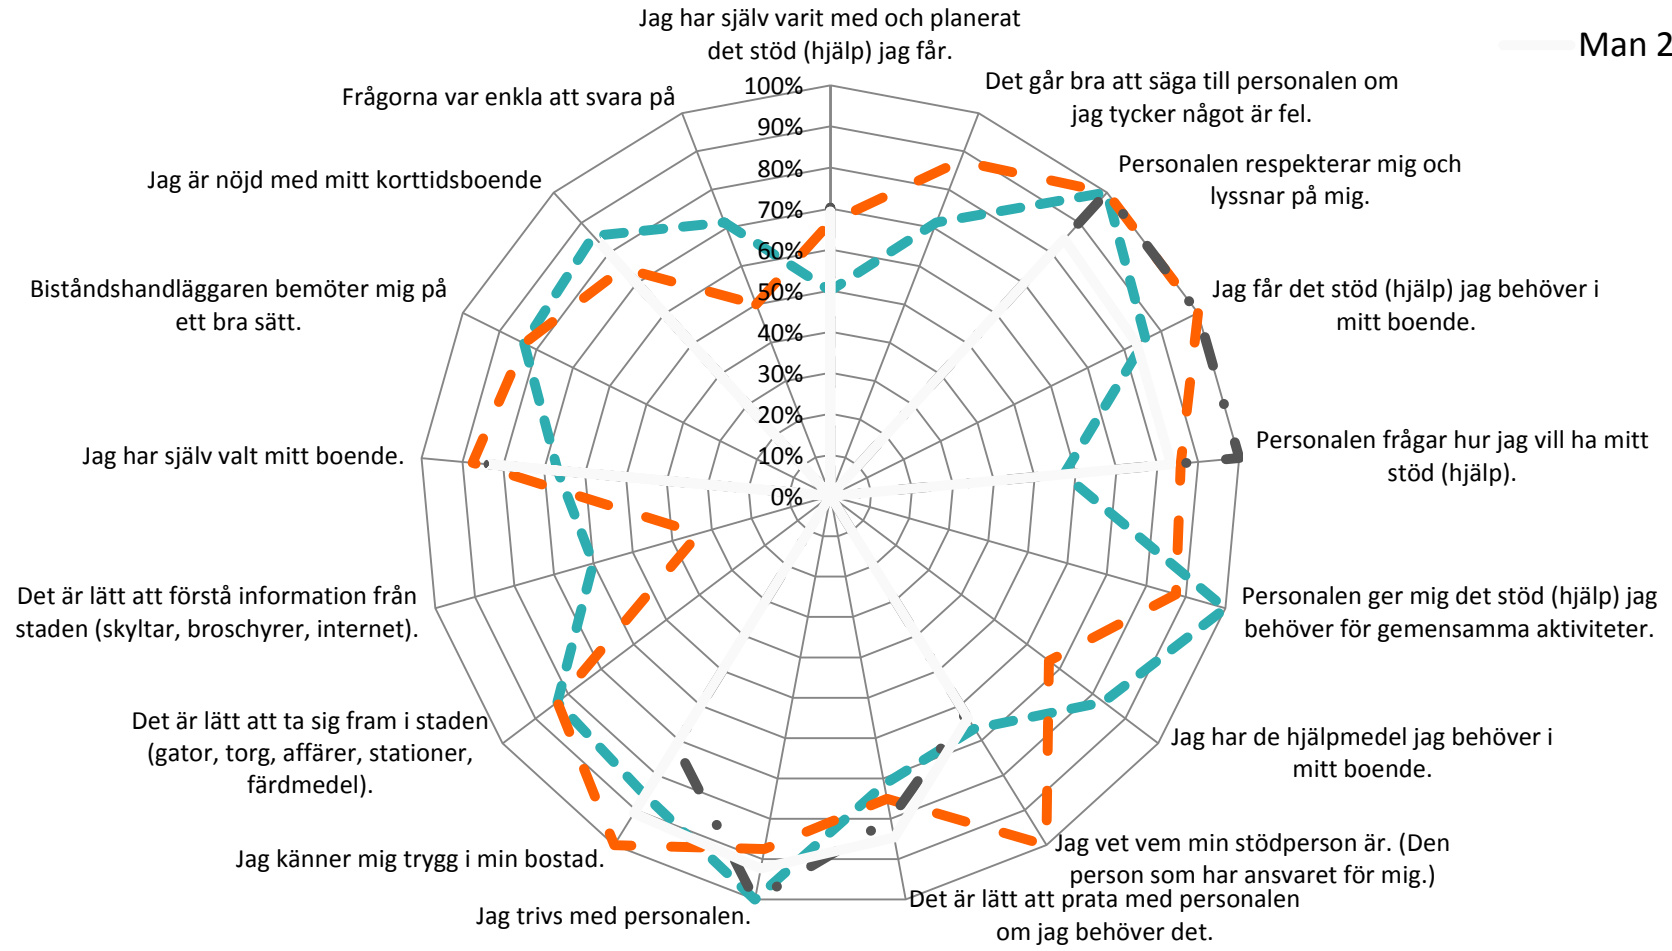 Jag har själv varit med och planerat
det stöd (hjälp) jag får.
Man 2
Det går bra att säga till personalen om
jag tycker något är fel.
Personalen respekterar mig och
lyssnar på mig.
Jag får det stöd (hjälp) jag behöver i
mitt boende.
Personalen frågar hur jag vill ha mitt
stöd (hjälp).
Personalen ger mig det stöd (hjälp) jag
behöver för gemensamma aktiviteter.
Jag har de hjälpmedel jag behöver i
mitt boende.
Jag vet vem min stödperson är. (Den
person som har ansvaret för mig.)
Det är lätt att prata med personalen
om jag behöver det.
Jag trivs med personalen.
Jag känner mig trygg i min bostad.
Det är lätt att ta sig fram i staden
(gator, torg, affärer, stationer,
färdmedel).
Det är lätt att förstå information från
staden (skyltar, broschyrer, internet).
Jag har själv valt mitt boende.
Biståndshandläggaren bemöter mig på
ett bra sätt.
Jag är nöjd med mitt korttidsboende
Frågorna var enkla att svara på
100%
90%
80%
70%
60%
50%
40%
30%
20%
10%
0%